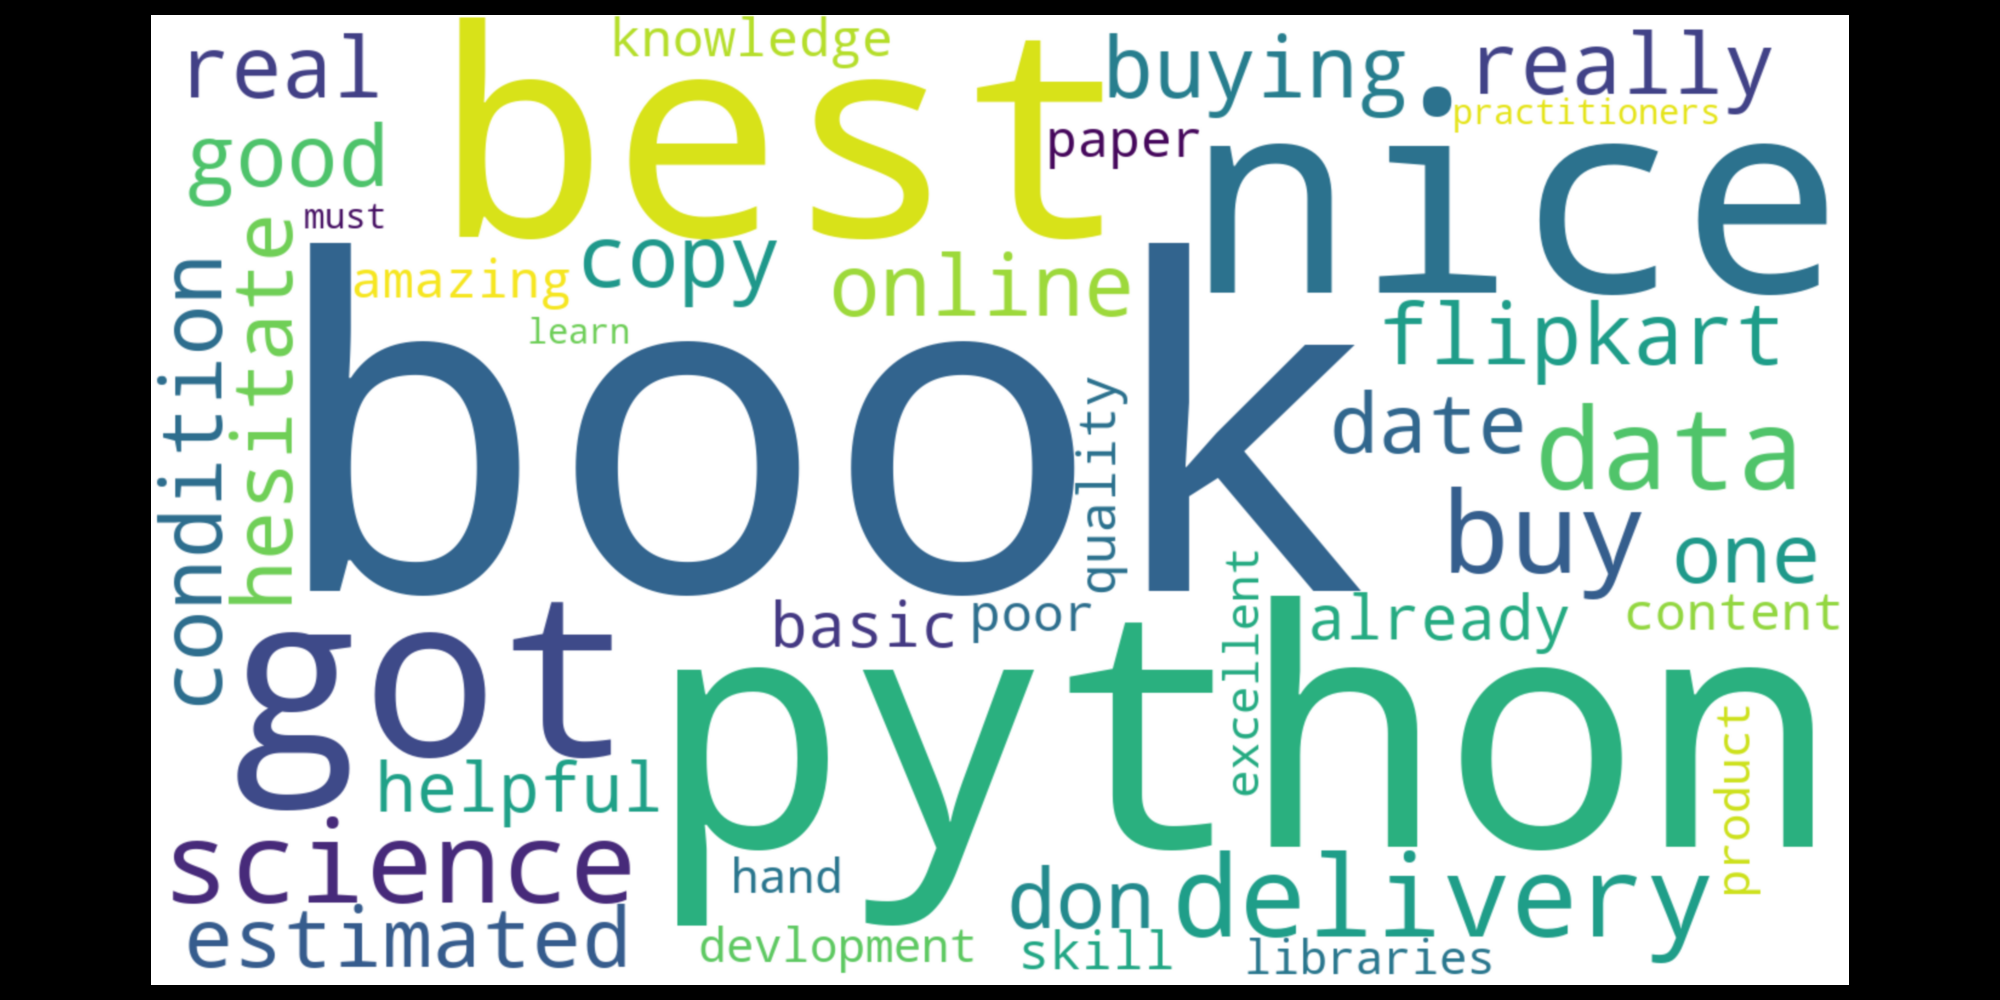 real
best
knowledge
buying
really
practitioners
good
paper
nice
must
condition
hesitate
amazing
copy
online
learn
book
flipkart
quality
date
data
buy
one
got
basic
poor
excellent
already
content
python
helpful
product
science
hand
don
delivery
estimated
devlopment
skill
libraries